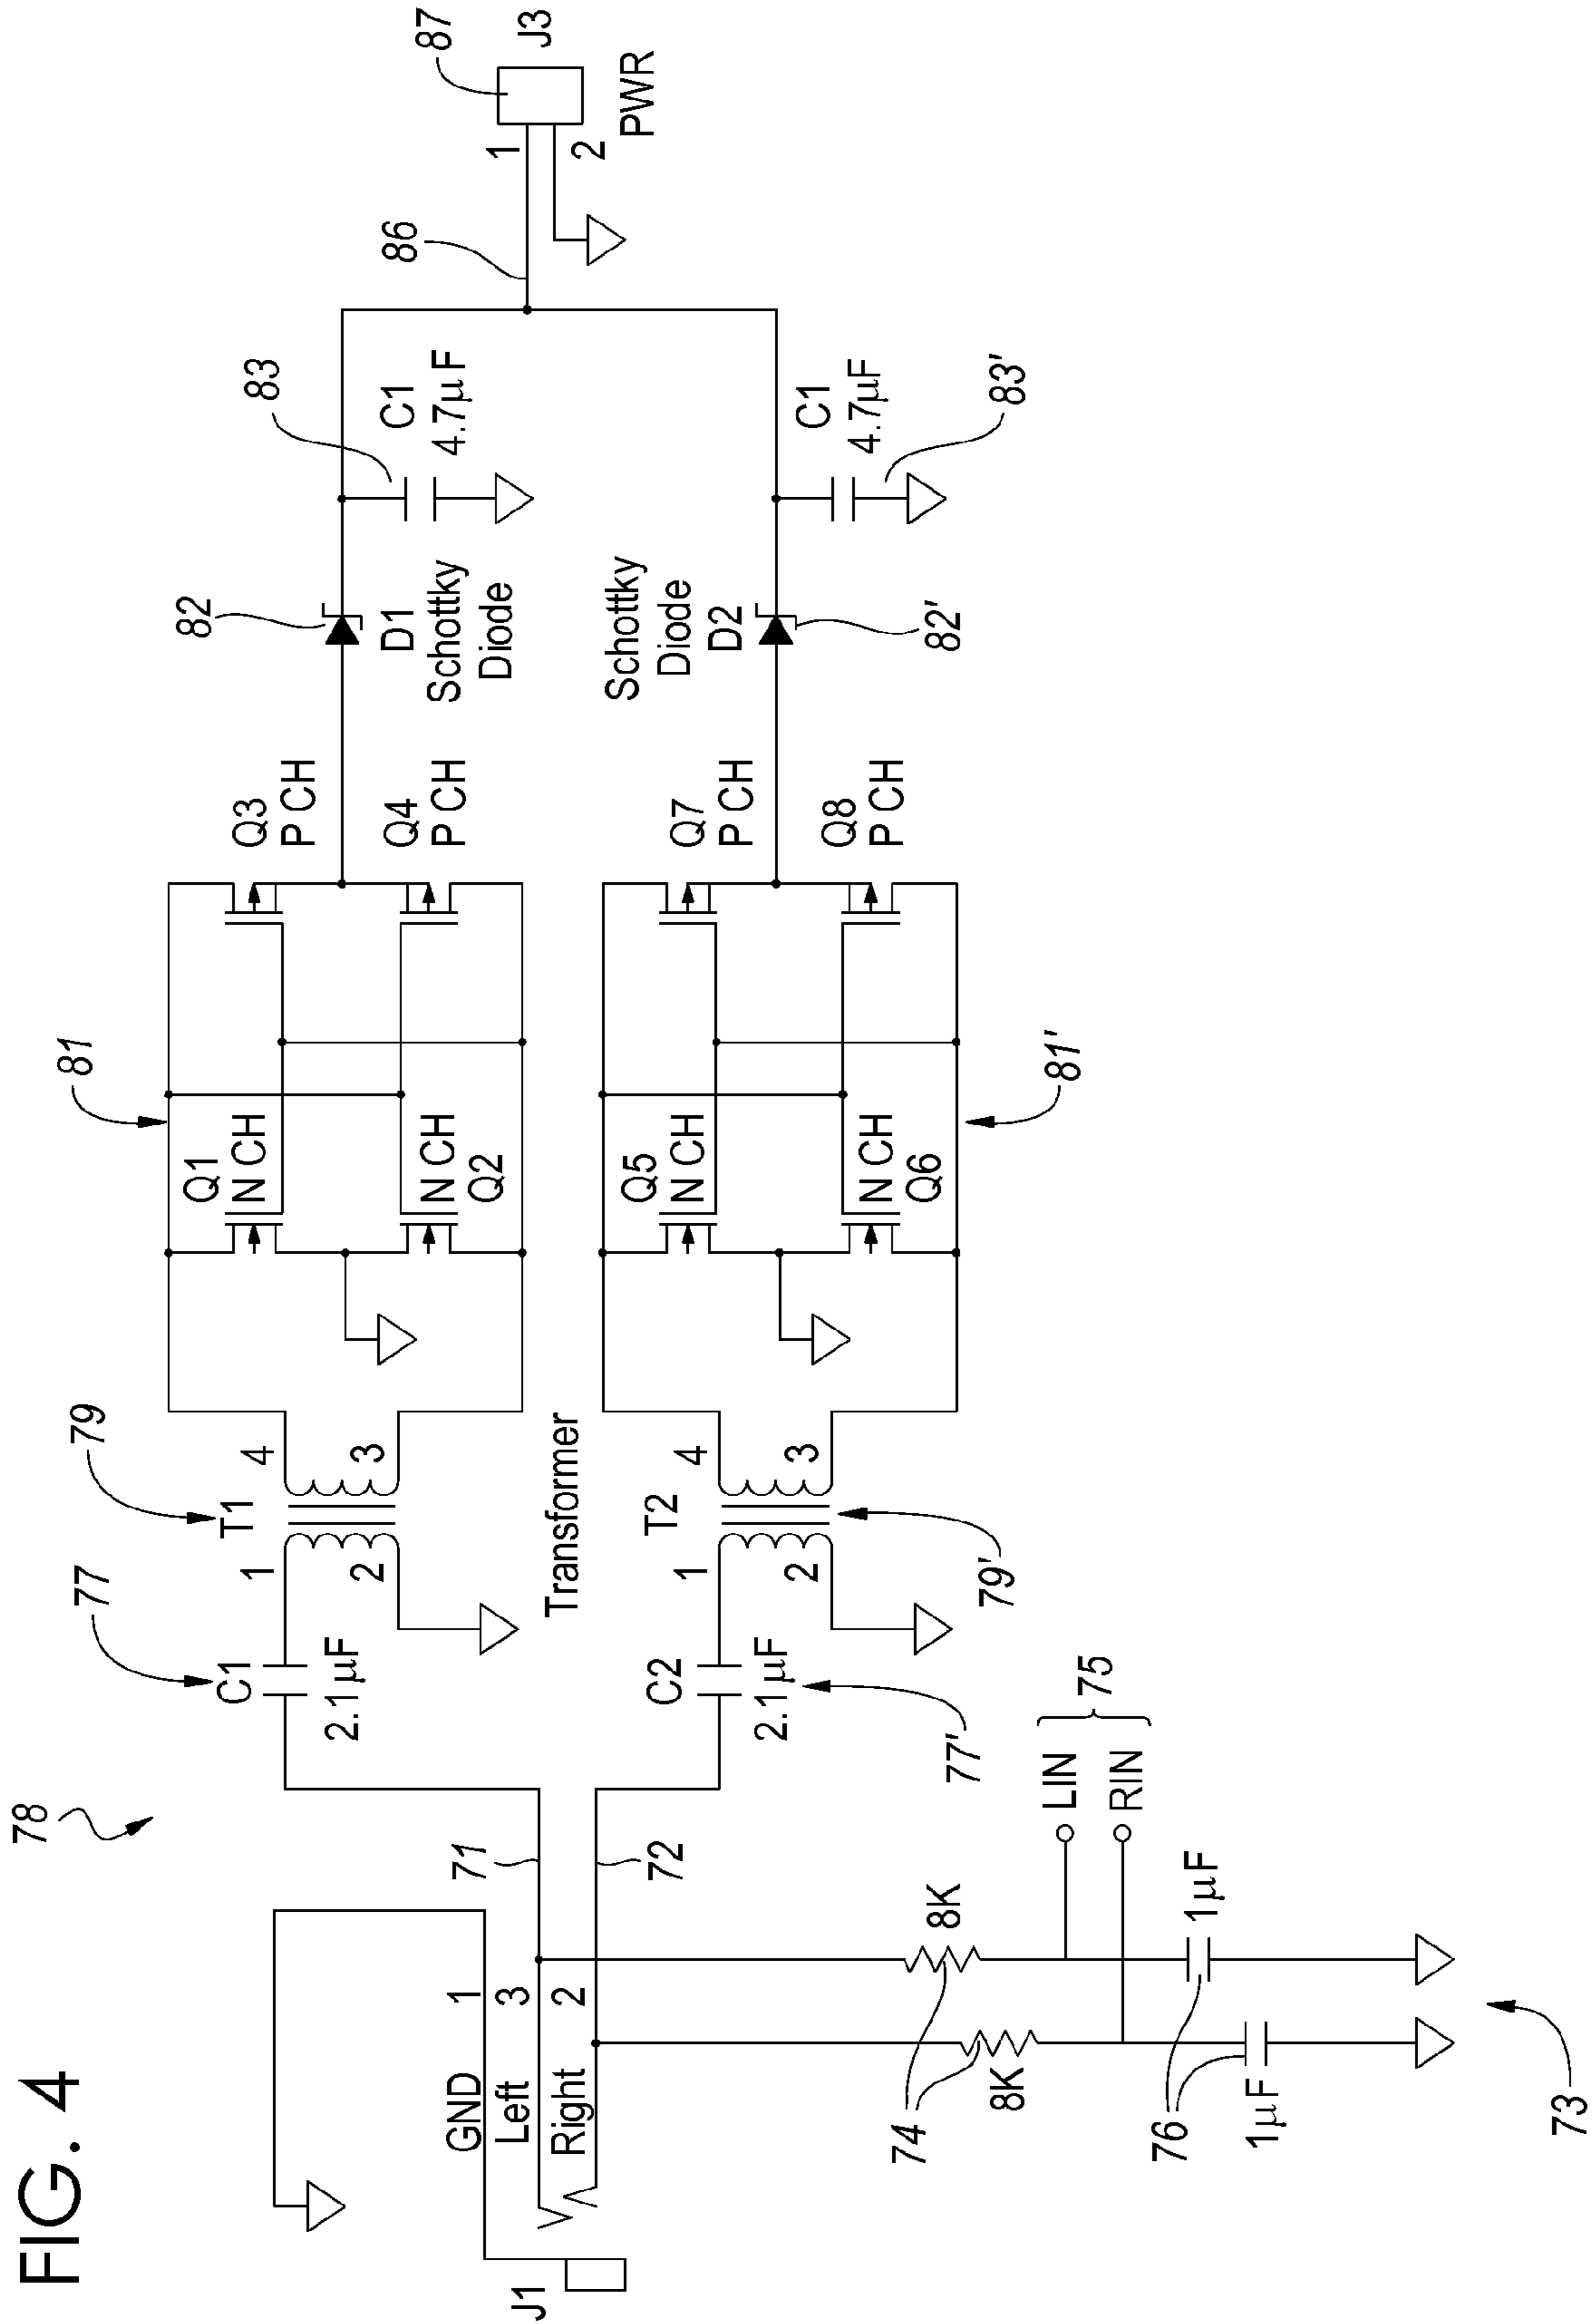 FIG. 4
78
J1
GND
1
Left
3
Right
2
71
72
77
C1
2.1µF
79
T1
1
2
4
3
Transformer
81
Q1
N CH
N CH
Q2
Q3
P CH
Q4
P CH
82
D1
Schottky
Diode
83
C1
4.7µF
86
87
1
2
J3
PWR
C2
2.1µF
77'
T2
1
2
4
3
79'
Q5
N CH
N CH
Q6
81'
Q7
P CH
Q8
P CH
Schottky
Diode
D2
82'
C1
4.7µF
83'
74
8K
8K
LIN
RIN
75
76
1µF
1µF
73